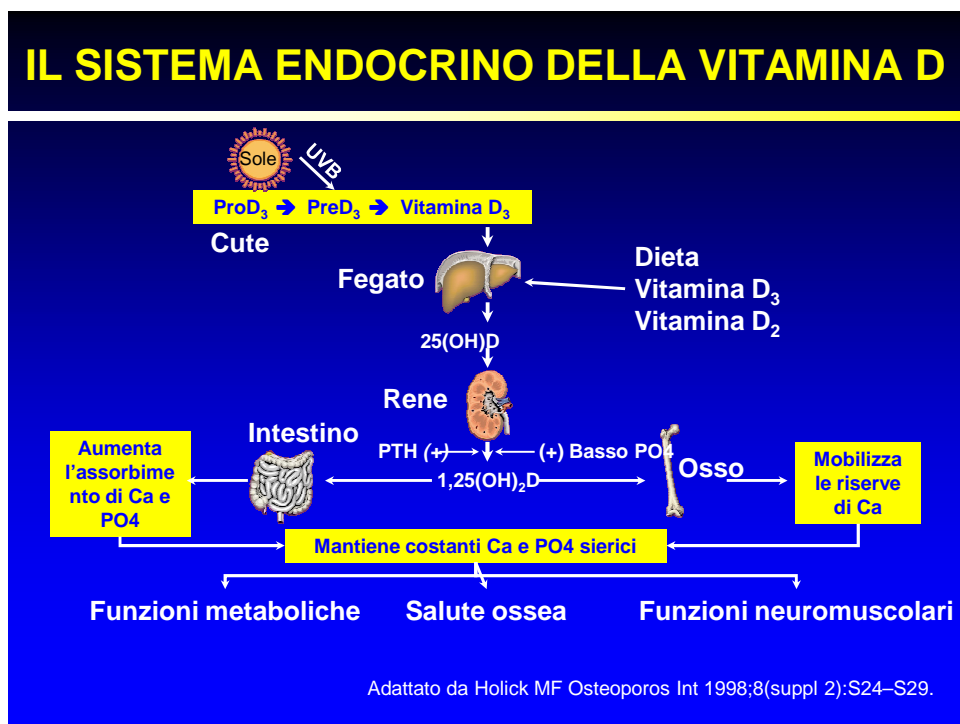 IL SISTEMA ENDOCRINO DELLA VITAMINA D
Sole
UVB
ProD₃ ➔ PreD₃ ➔ Vitamina D₃
Cute
Fegato
Dieta
Vitamina D₃
Vitamina D₂
25(OH)D
Rene
Intestino
PTH (+)
(+) Basso PO4
1,25(OH)₂D
Osso
Aumenta
l’assorbime
nto di Ca e
PO4
Mobilizza
le riserve
di Ca
Mantiene costanti Ca e PO4 sierici
Funzioni metaboliche
Salute ossea
Funzioni neuromuscolari
Adattato da Holick MF Osteoporos Int 1998;8(suppl 2):S24–S29.